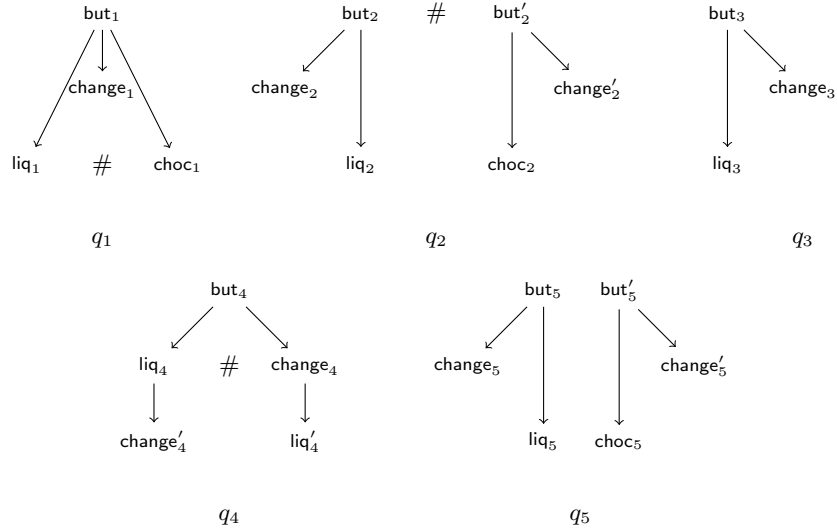 but₁ but₂ # but′₂ but₃
change₁ change₂ change′₂ change₃
liq₁ # choc₁ liq₂ choc₂ liq₃
q₁ q₂ q₃
but₄ but₅ but′₅
liq₄ # change₄ change₅ change′₅
change′₄ liq′₄ liq₅ choc₅
q₄ q₅